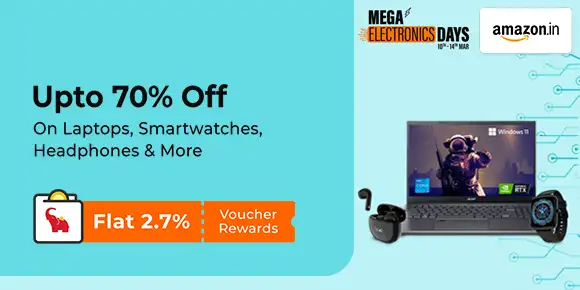 MEGA
ELECTRONICS DAYS
10TH - 14TH MAR
amazon.in
Upto 70% Off
On Laptops, Smartwatches,
Headphones & More
Flat 2.7%
Voucher
Rewards
Windows 11